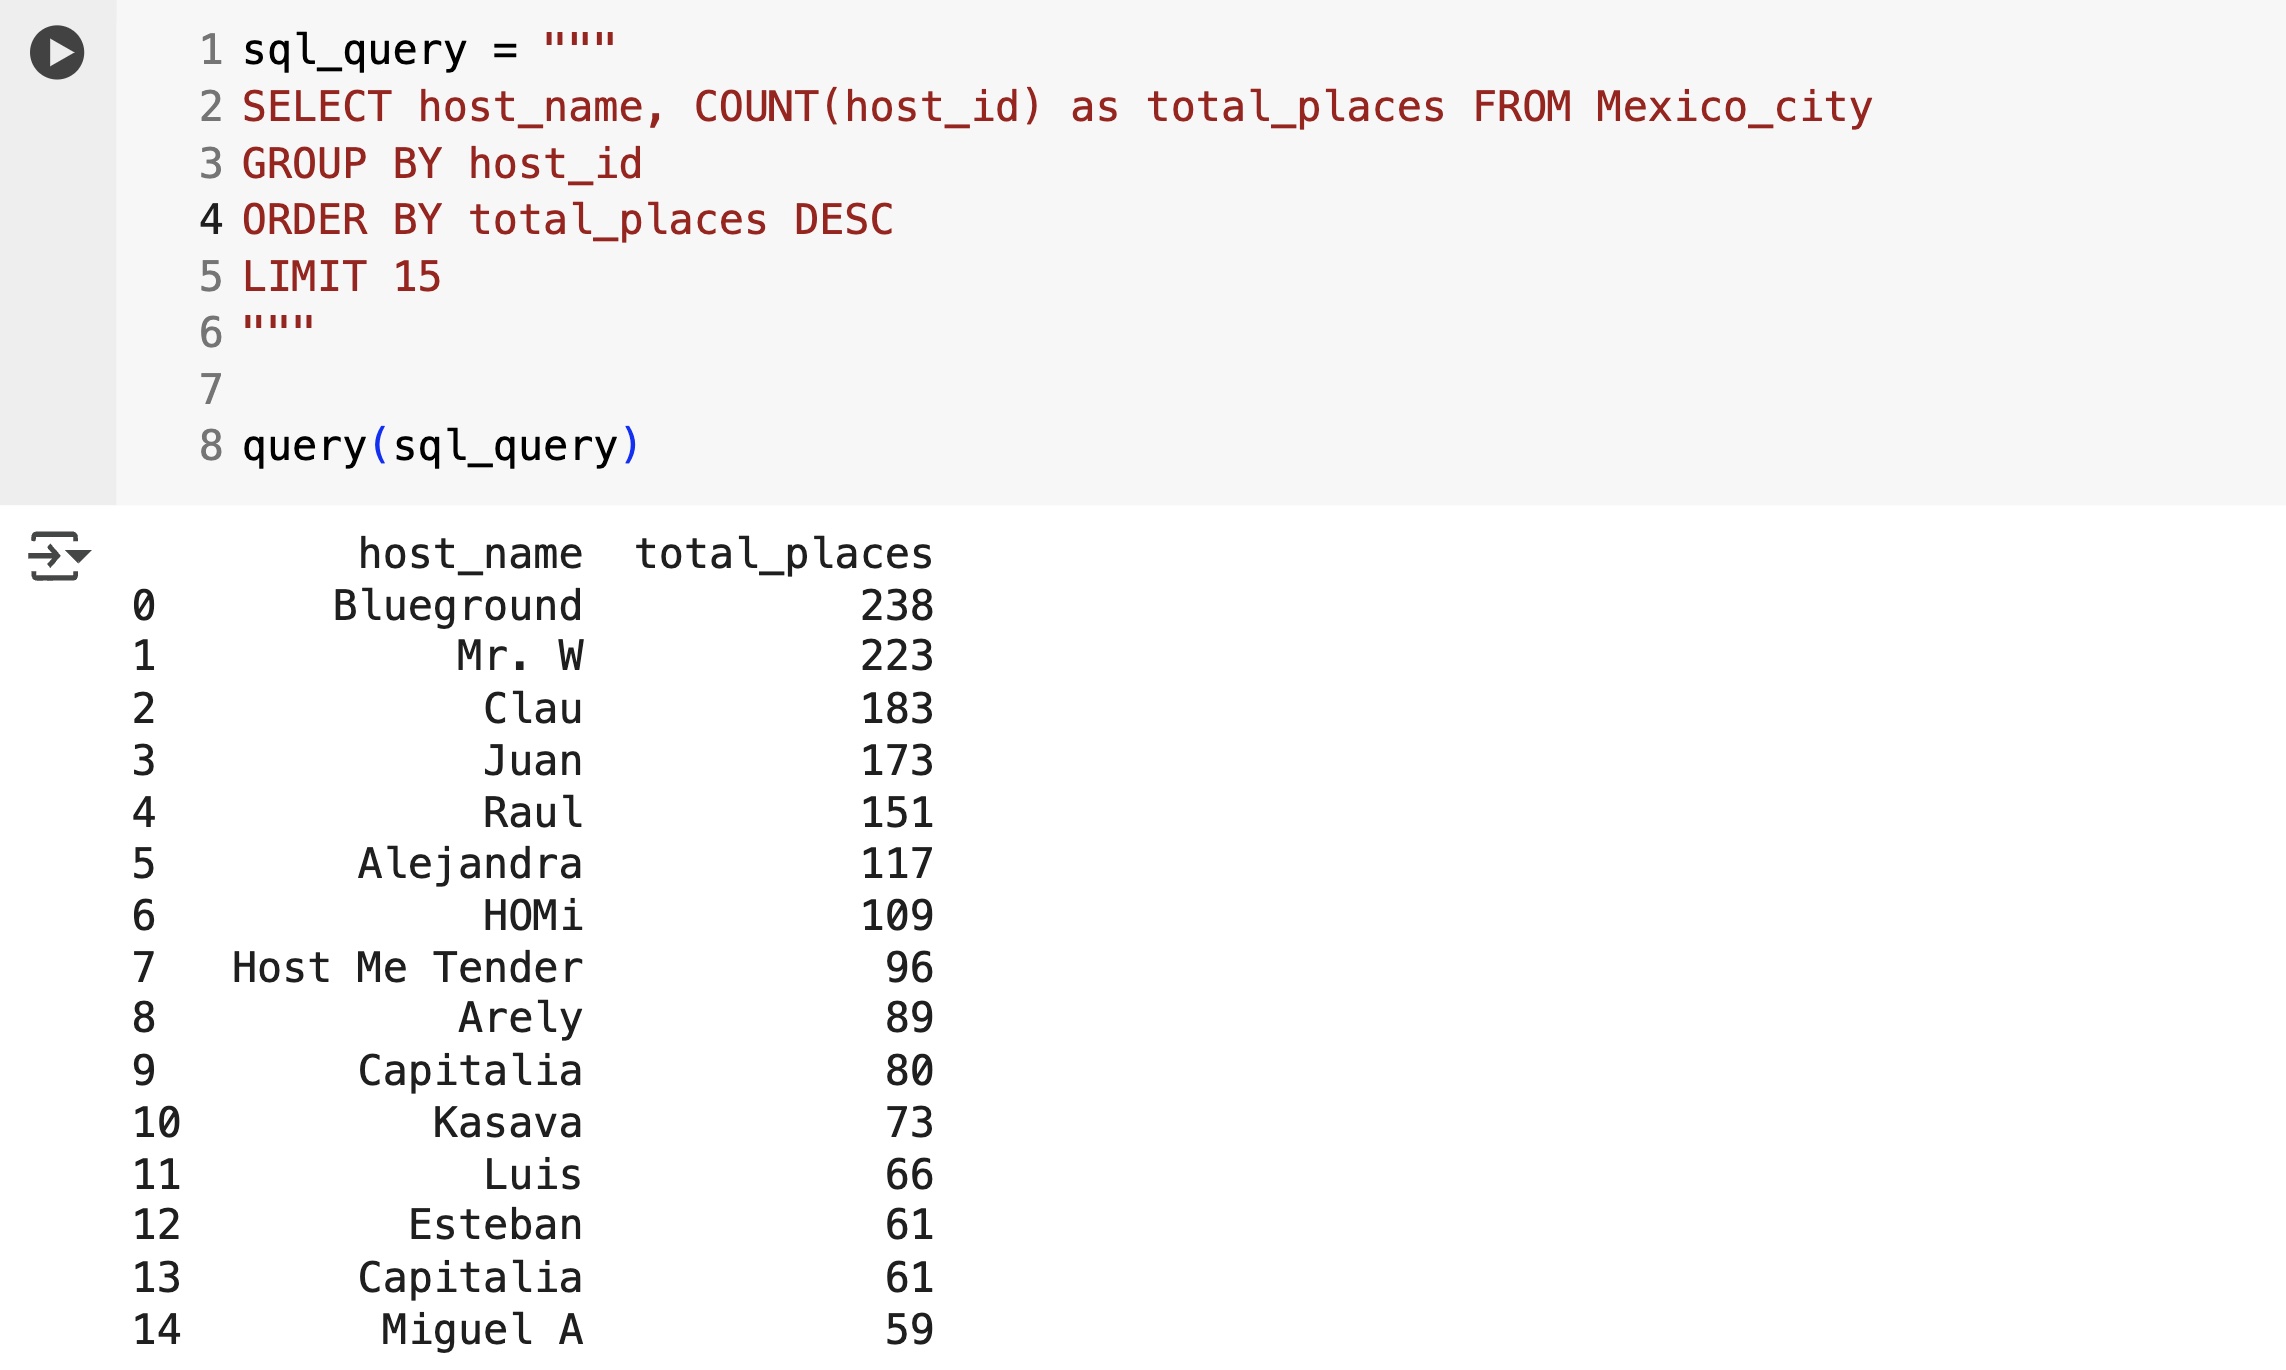 1 sql_query = """
2 SELECT host_name, COUNT(host_id) as total_places FROM Mexico_city
3 GROUP BY host_id
4 ORDER BY total_places DESC
5 LIMIT 15
6 """
7
8 query(sql_query)
host_name total_places
0 Blueground 238
1 Mr. W 223
2 Clau 183
3 Juan 173
4 Raul 151
5 Alejandra 117
6 HOMi 109
7 Host Me Tender 96
8 Arely 89
9 Capitalia 80
10 Kasava 73
11 Luis 66
12 Esteban 61
13 Capitalia 61
14 Miguel A 59